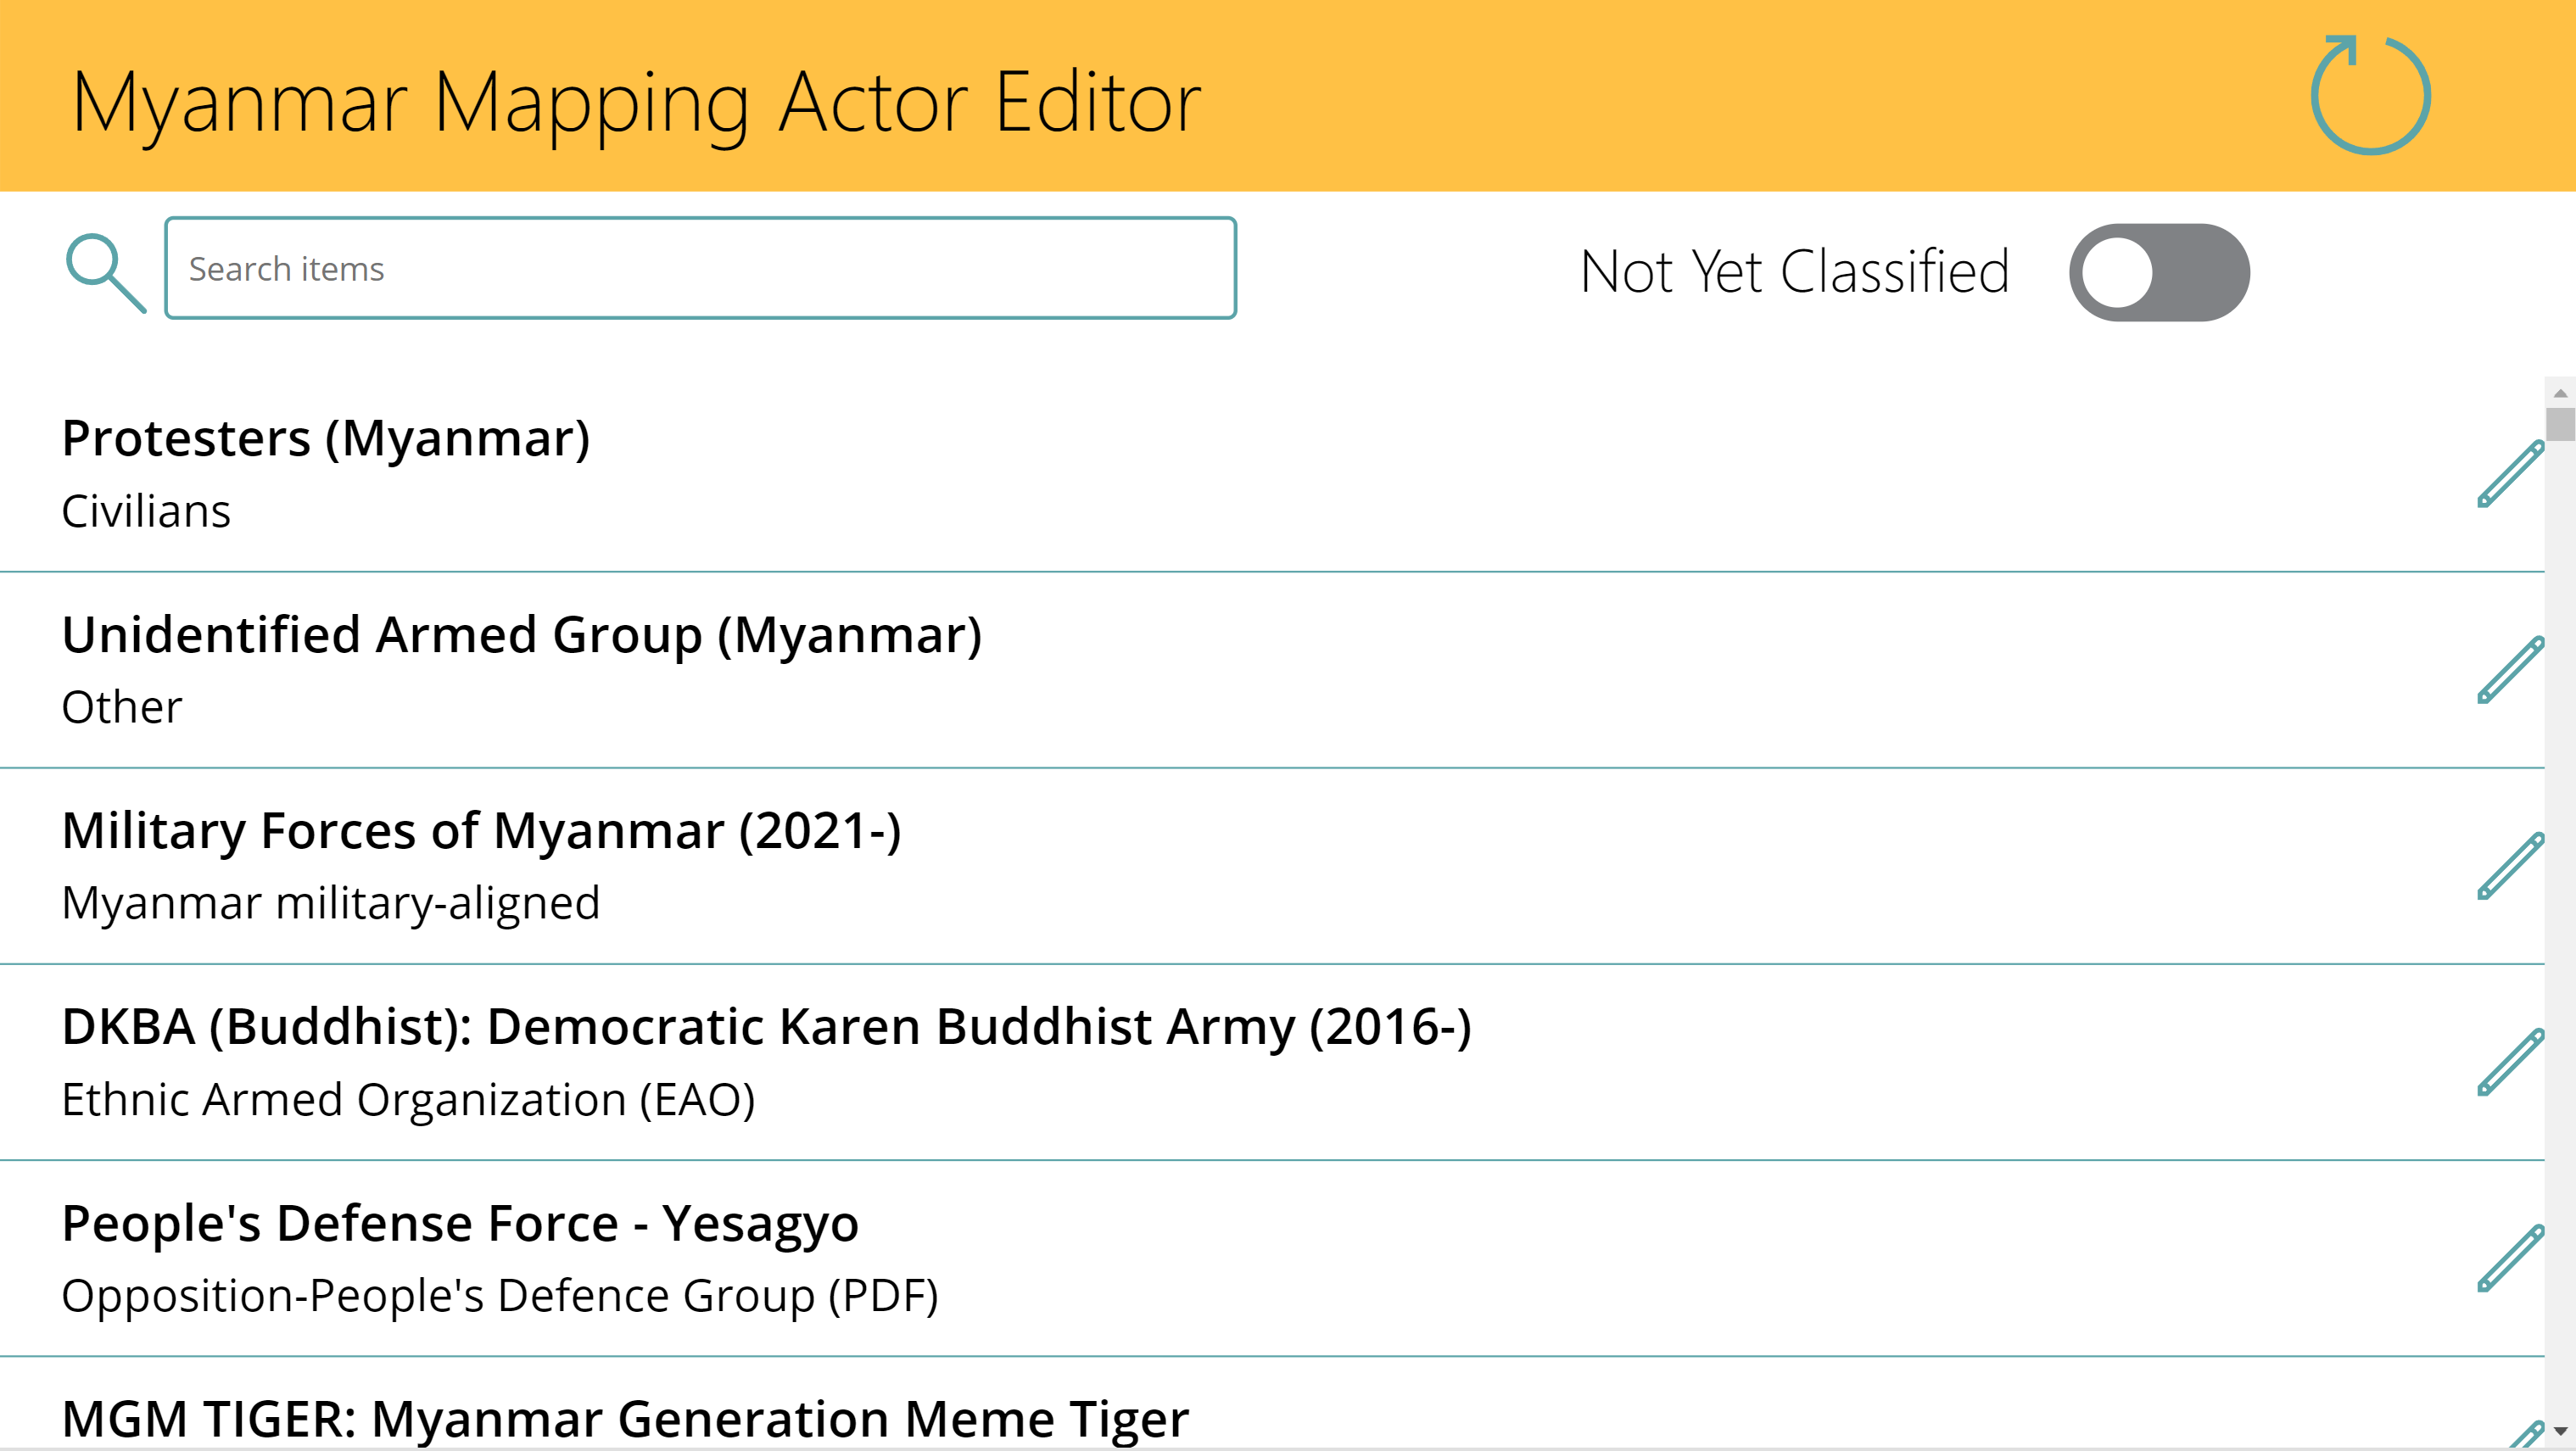 Myanmar Mapping Actor Editor
Search items
Not Yet Classified
Protesters (Myanmar)
Civilians
Unidentified Armed Group (Myanmar)
Other
Military Forces of Myanmar (2021-)
Myanmar military-aligned
DKBA (Buddhist): Democratic Karen Buddhist Army (2016-)
Ethnic Armed Organization (EAO)
People's Defense Force - Yesagyo
Opposition-People's Defence Group (PDF)
MGM TIGER: Myanmar Generation Meme Tiger